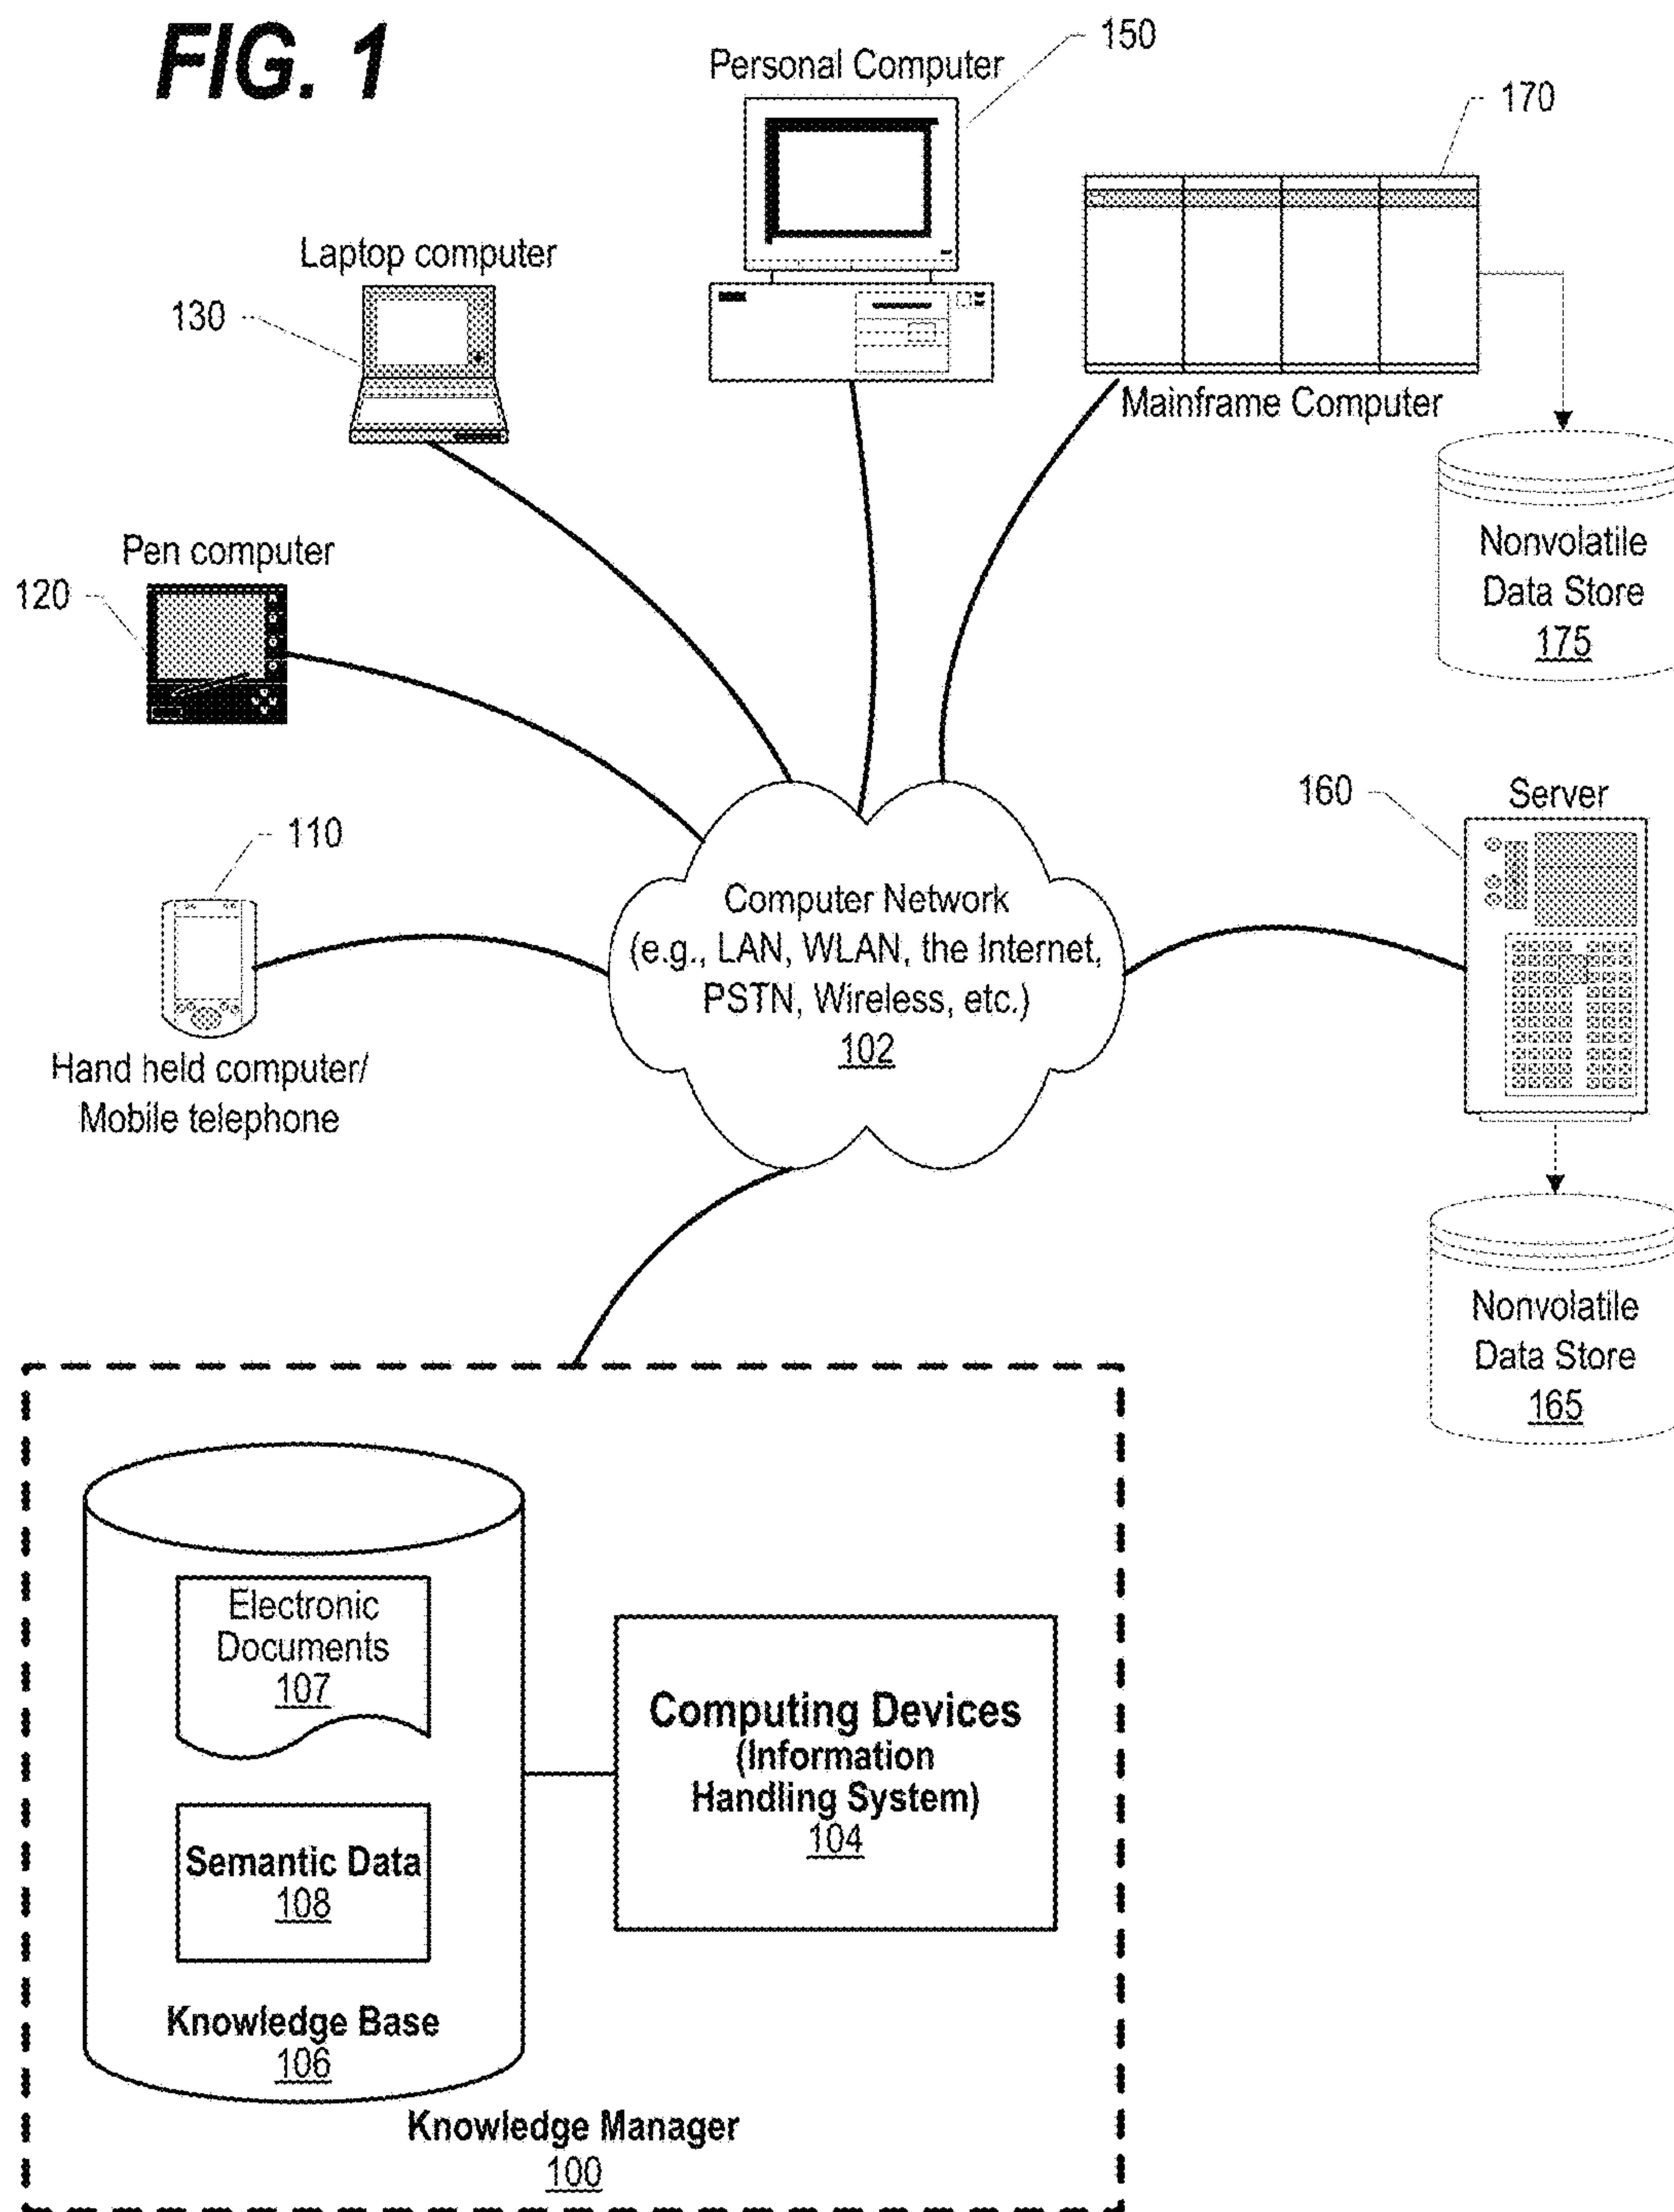 FIG. 1
Personal Computer
150
170
Laptop computer
130
Mainframe Computer
Nonvolatile
Data Store
175
Pen computer
120
160
Server
110
Computer Network
(e.g., LAN, WLAN, the Internet,
PSTN, Wireless, etc.)
102
Hand held computer/
Mobile telephone
Nonvolatile
Data Store
165
Electronic
Documents
107
Computing Devices
(Information
Handling System)
104
Semantic Data
108
Knowledge Base
106
Knowledge Manager
100